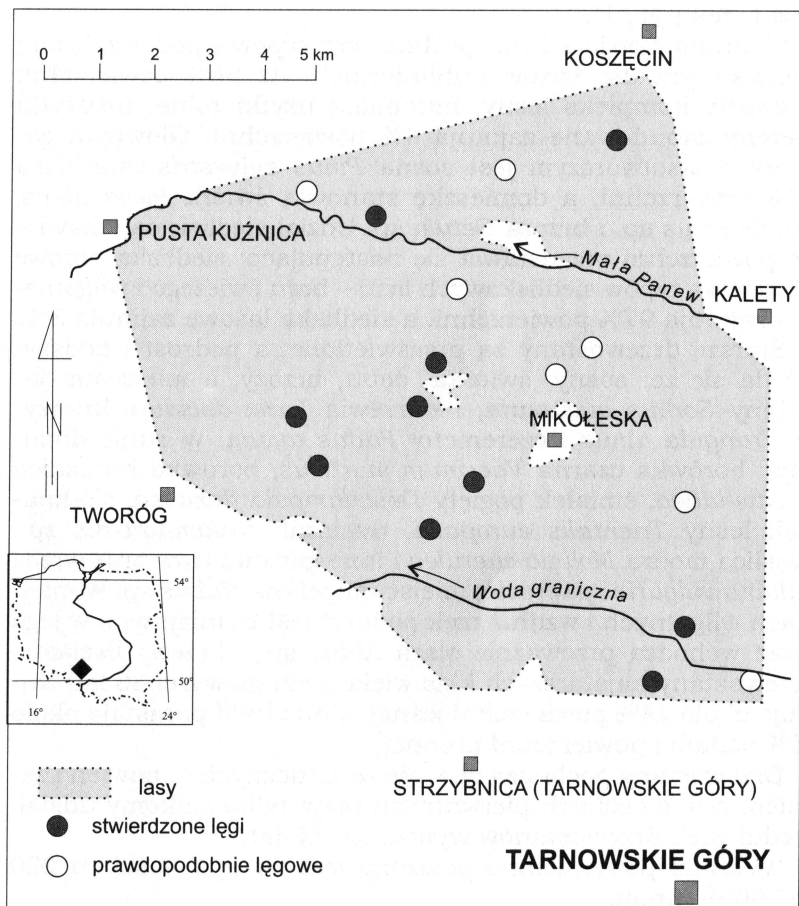 0 1 2 3 4 5 km
KOSZĘCIN
PUSTA KUŹNICA
Mała Panew
KALETY
MIKOŁESKA
TWORÓG
N
Woda graniczna
54°
50°
16° 24°
STRZYBNICA (TARNOWSKIE GÓRY)
lasy
stwierdzone lęgi
prawdopodobnie lęgowe
TARNOWSKIE GÓRY